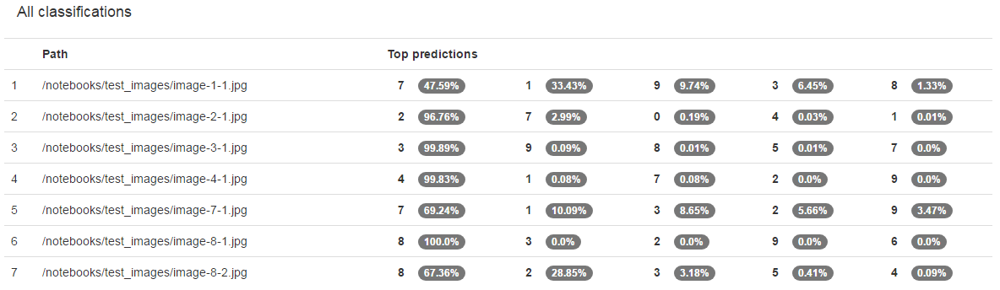 All classifications
Path Top predictions
1 /notebooks/test_images/image-1-1.jpg 7 47.59% 1 33.43% 9 9.74% 3 6.45% 8 1.33%
2 /notebooks/test_images/image-2-1.jpg 2 96.76% 7 2.99% 0 0.19% 4 0.03% 1 0.01%
3 /notebooks/test_images/image-3-1.jpg 3 99.89% 9 0.09% 8 0.01% 5 0.01% 7 0.0%
4 /notebooks/test_images/image-4-1.jpg 4 99.83% 1 0.08% 7 0.08% 2 0.0% 9 0.0%
5 /notebooks/test_images/image-7-1.jpg 7 69.24% 1 10.09% 3 8.65% 2 5.66% 9 3.47%
6 /notebooks/test_images/image-8-1.jpg 8 100.0% 3 0.0% 2 0.0% 9 0.0% 6 0.0%
7 /notebooks/test_images/image-8-2.jpg 8 67.36% 2 28.85% 3 3.18% 5 0.41% 4 0.09%